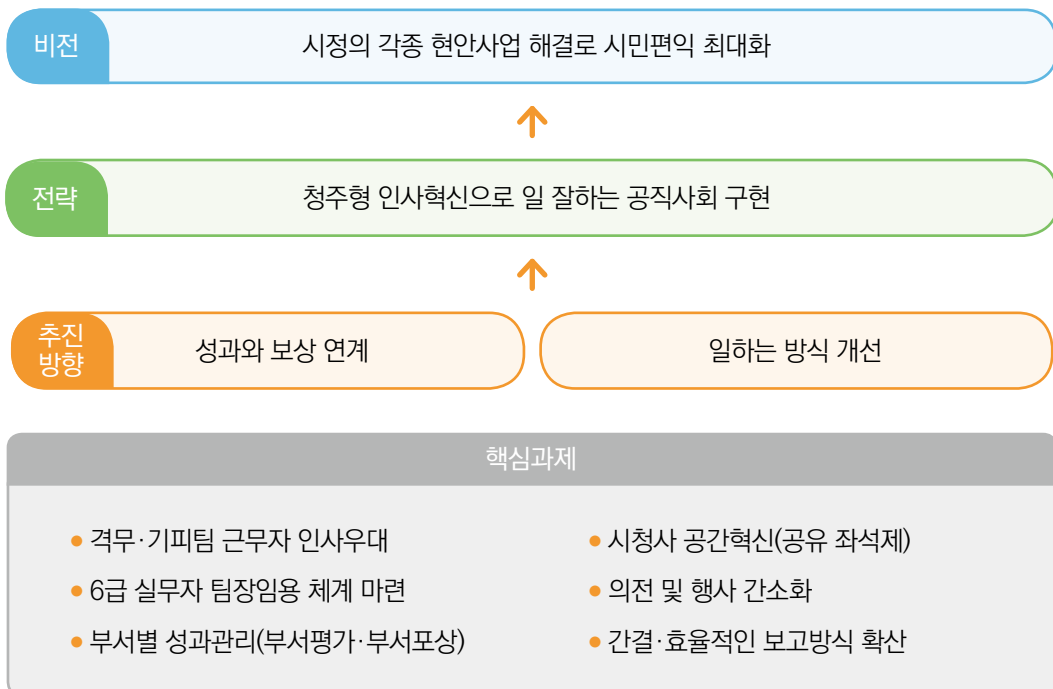 비전
시정의 각종 현안사업 해결로 시민편익 최대화
전략
청주형 인사혁신으로 일 잘하는 공직사회 구현
추진
방향
성과와 보상 연계
일하는 방식 개선
핵심과제
• 격무·기피팀 근무자 인사우대
• 6급 실무자 팀장임용 체계 마련
• 부서별 성과관리(부서평가·부서포상)
• 시청사 공간혁신(공유 좌석제)
• 의전 및 행사 간소화
• 간결·효율적인 보고방식 확산